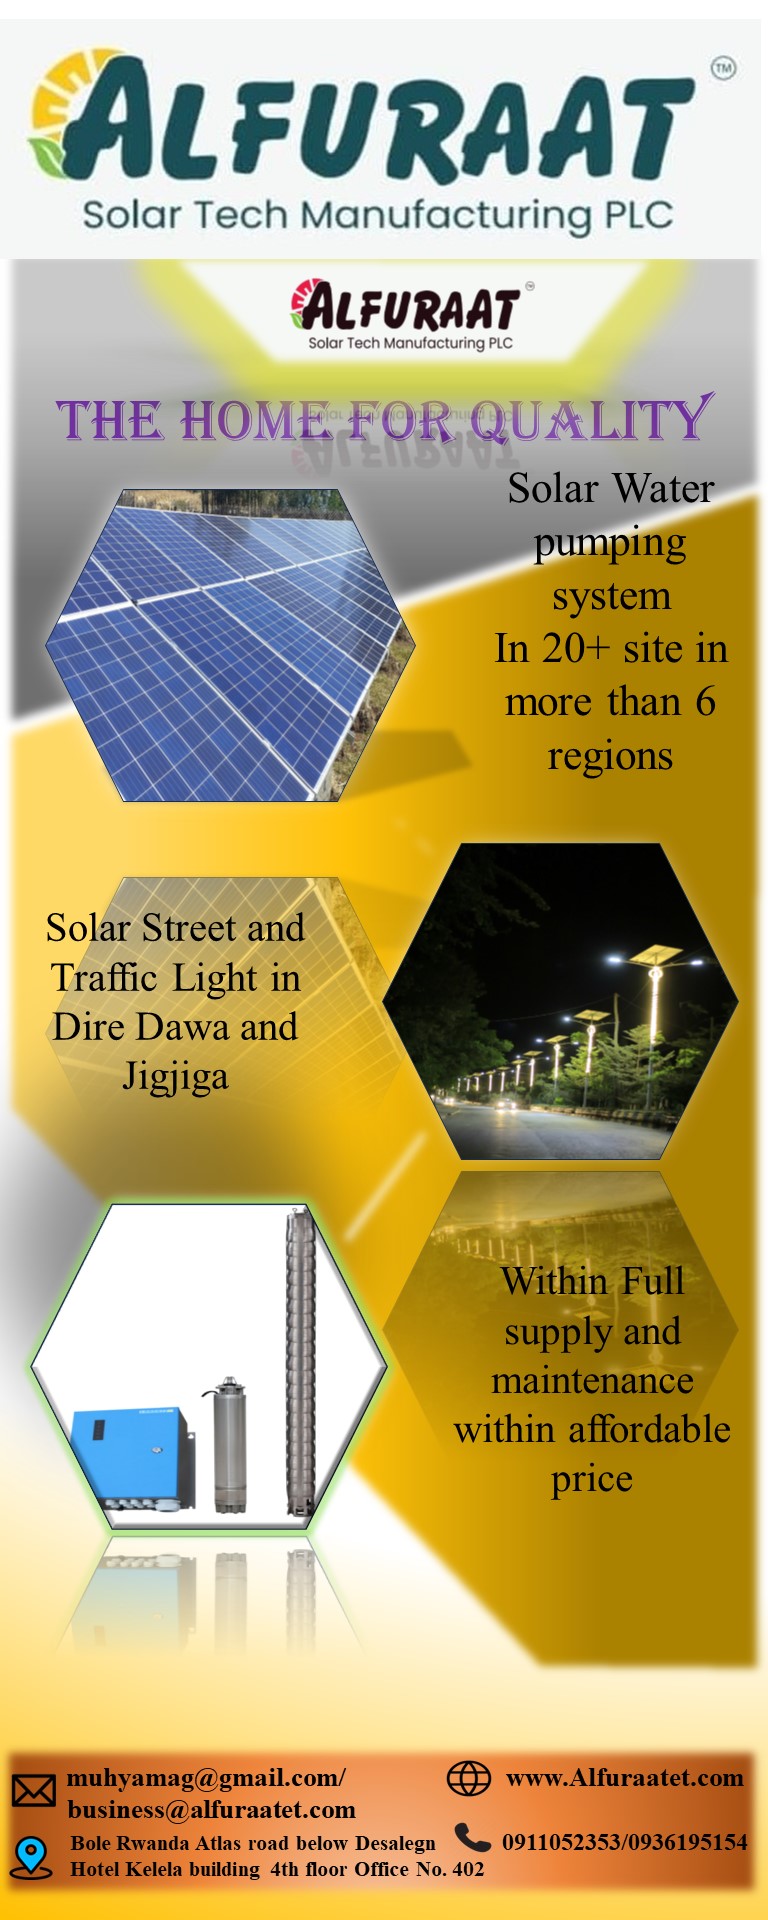 ALFURAAT TM
Solar Tech Manufacturing PLC
ALFURAAT TM
Solar Tech Manufacturing PLC
THE HOME FOR QUALITY
Solar Water
pumping
system
In 20+ site in
more than 6
regions
Solar Street and
Traffic Light in
Dire Dawa and
Jigjiga
Within Full
supply and
maintenance
within affordable
price
muhyamag@gmail.com/
business@alfuraatet.com
www.Alfuraatet.com
Bole Rwanda Atlas road below Desalegn
Hotel Kelela building 4th floor Office No. 402
0911052353/0936195154